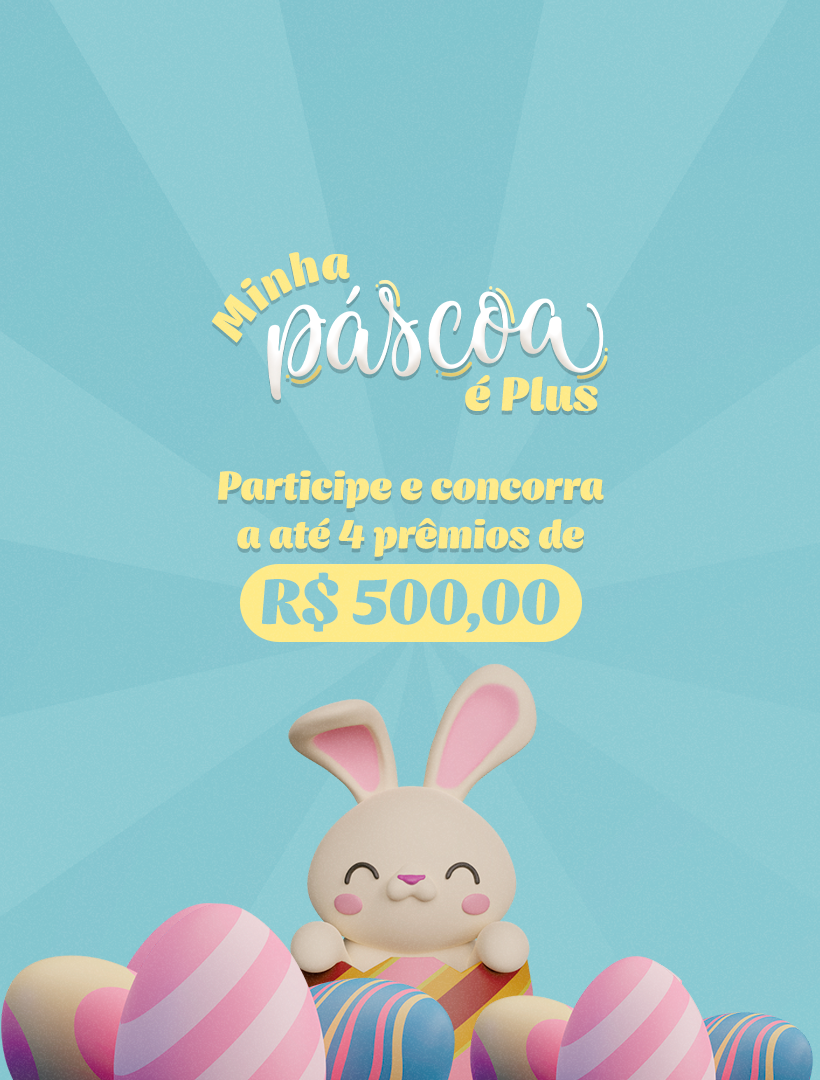 Minha
páscoa
é Plus
Participe e concorra
a até 4 prêmios de
R$ 500,00